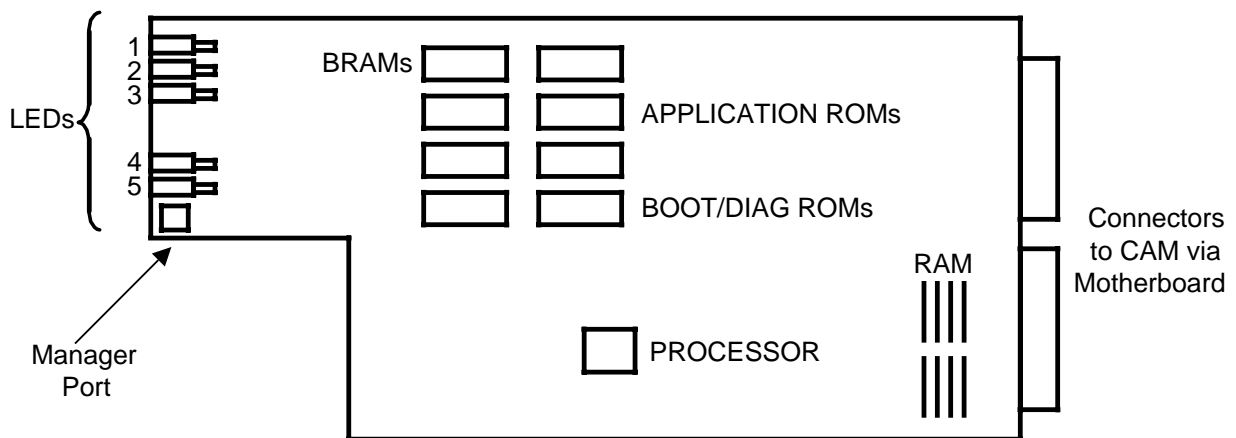 1
2
3
LEDs
4
5
BRAMs
APPLICATION ROMs
BOOT/DIAG ROMs
RAM
PROCESSOR
Connectors
to CAM via
Motherboard
Manager
Port